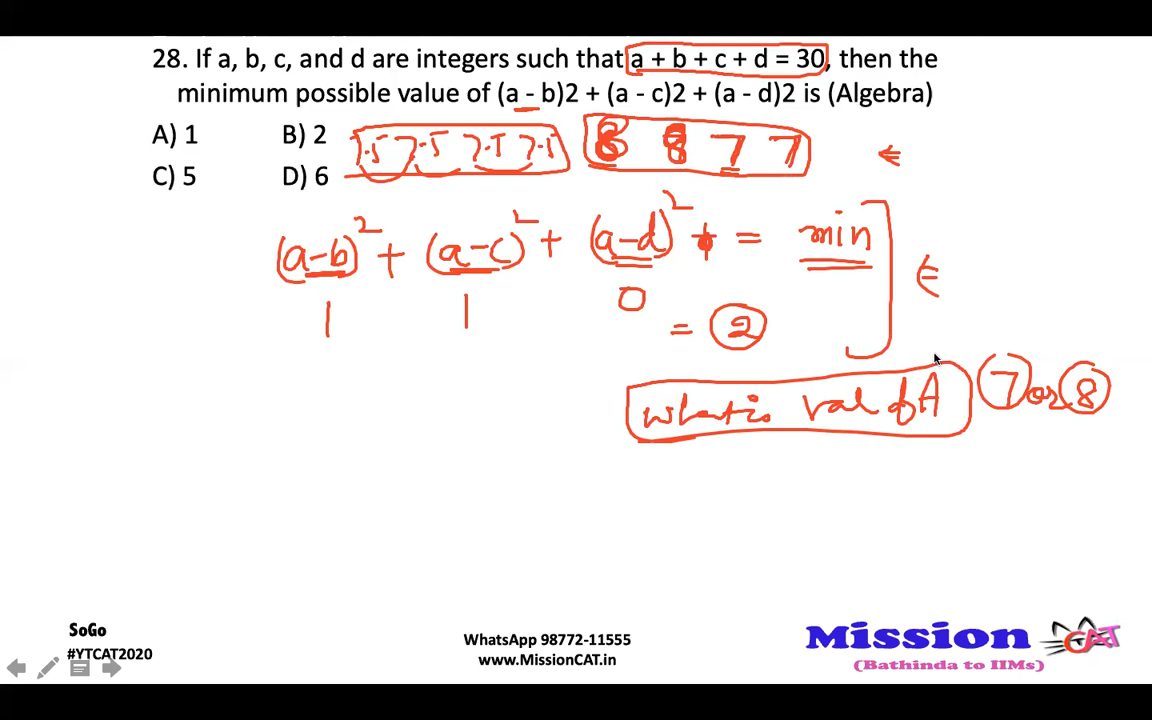 28. If a, b, c, and d are integers such that a + b + c + d = 30, then the
minimum possible value of (a - b)2 + (a - c)2 + (a - d)2 is (Algebra)
A) 1 B) 2 7.5 7.5 7.5 7.5 8 8 7 7 ←
C) 5 D) 6
(a-b)² + (a-c)² + (a-d)² = min
1 1 0
= 2
what is val of A 7 or 8
SoGo
#YTCAT2020
WhatsApp 98772-11555
www.MissionCAT.in
Mission CAT
(Bathinda to IIMs)